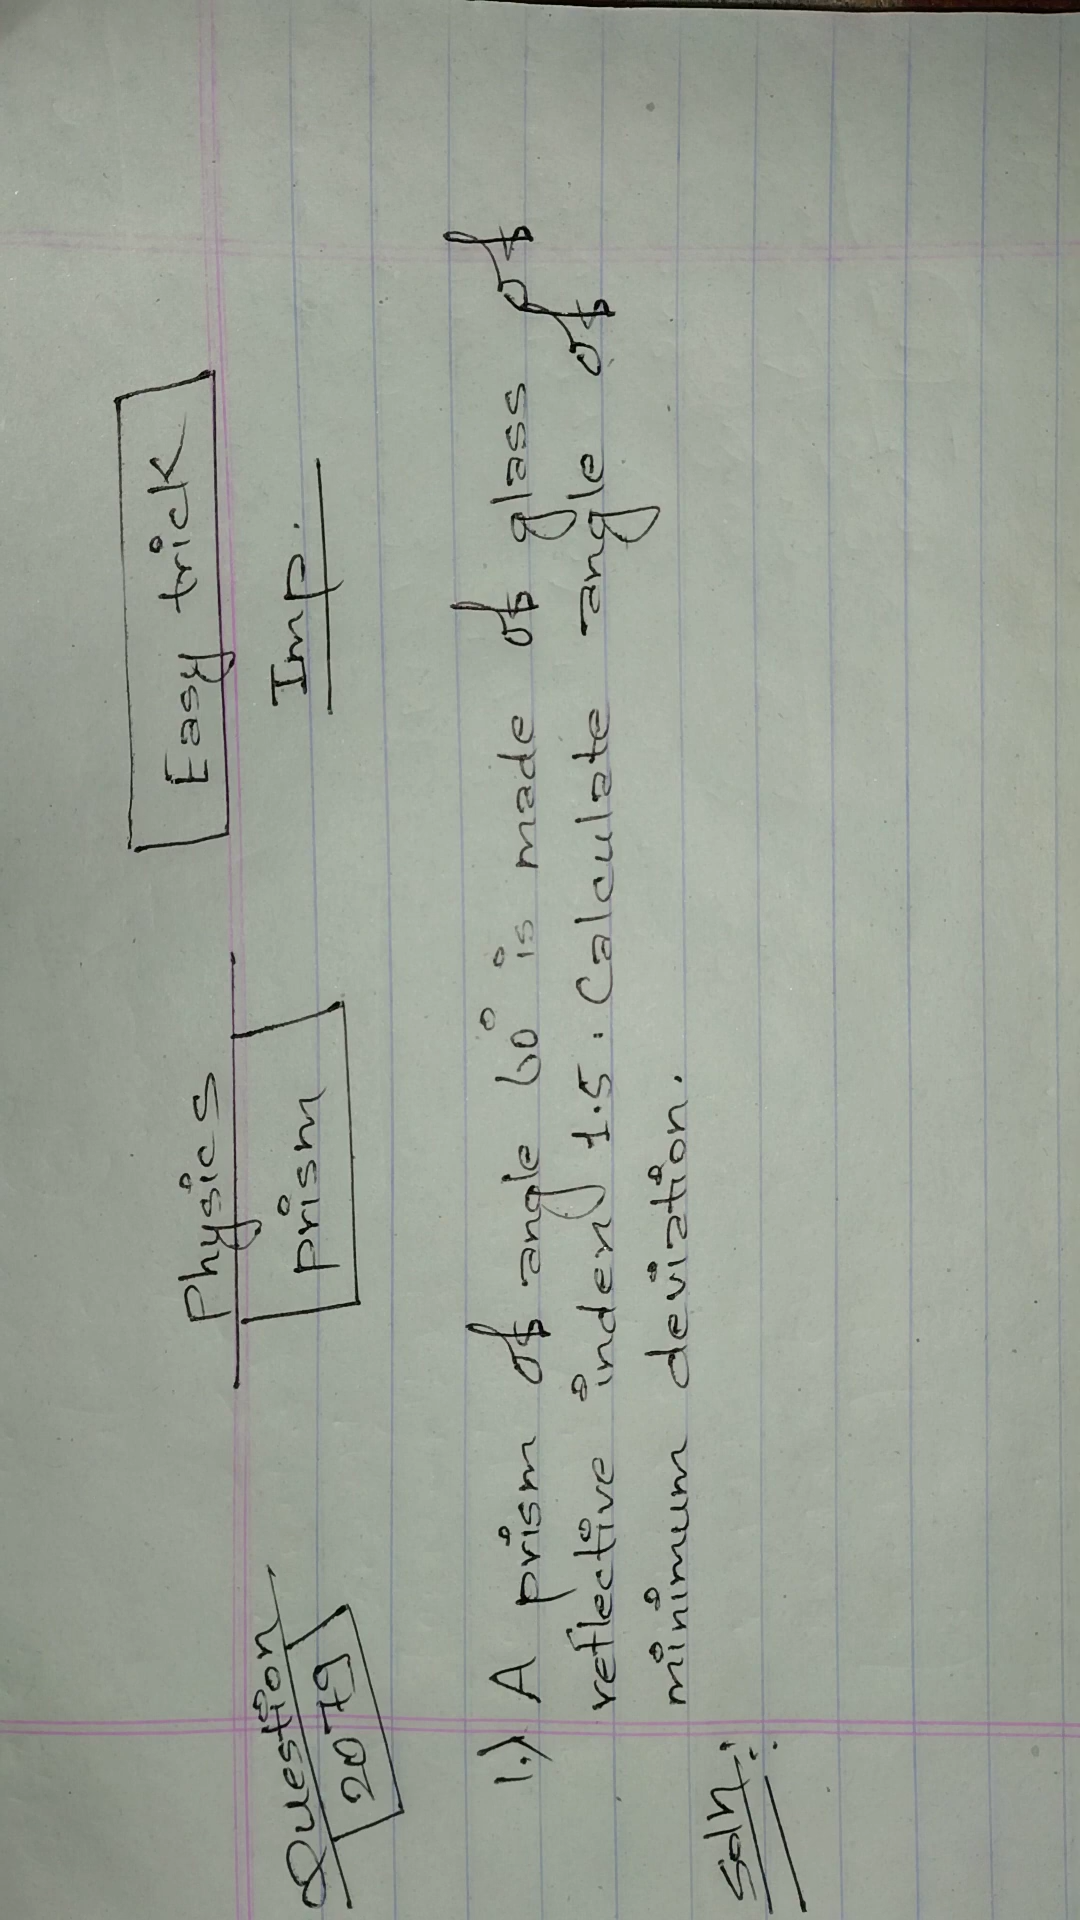 Physics
Easy trick
Question
prism
Imp.
2079
1.) A prism of angle 60° is made of glass of
reflective index 1.5. Calculate angle of
minimum deviation.
Soln: